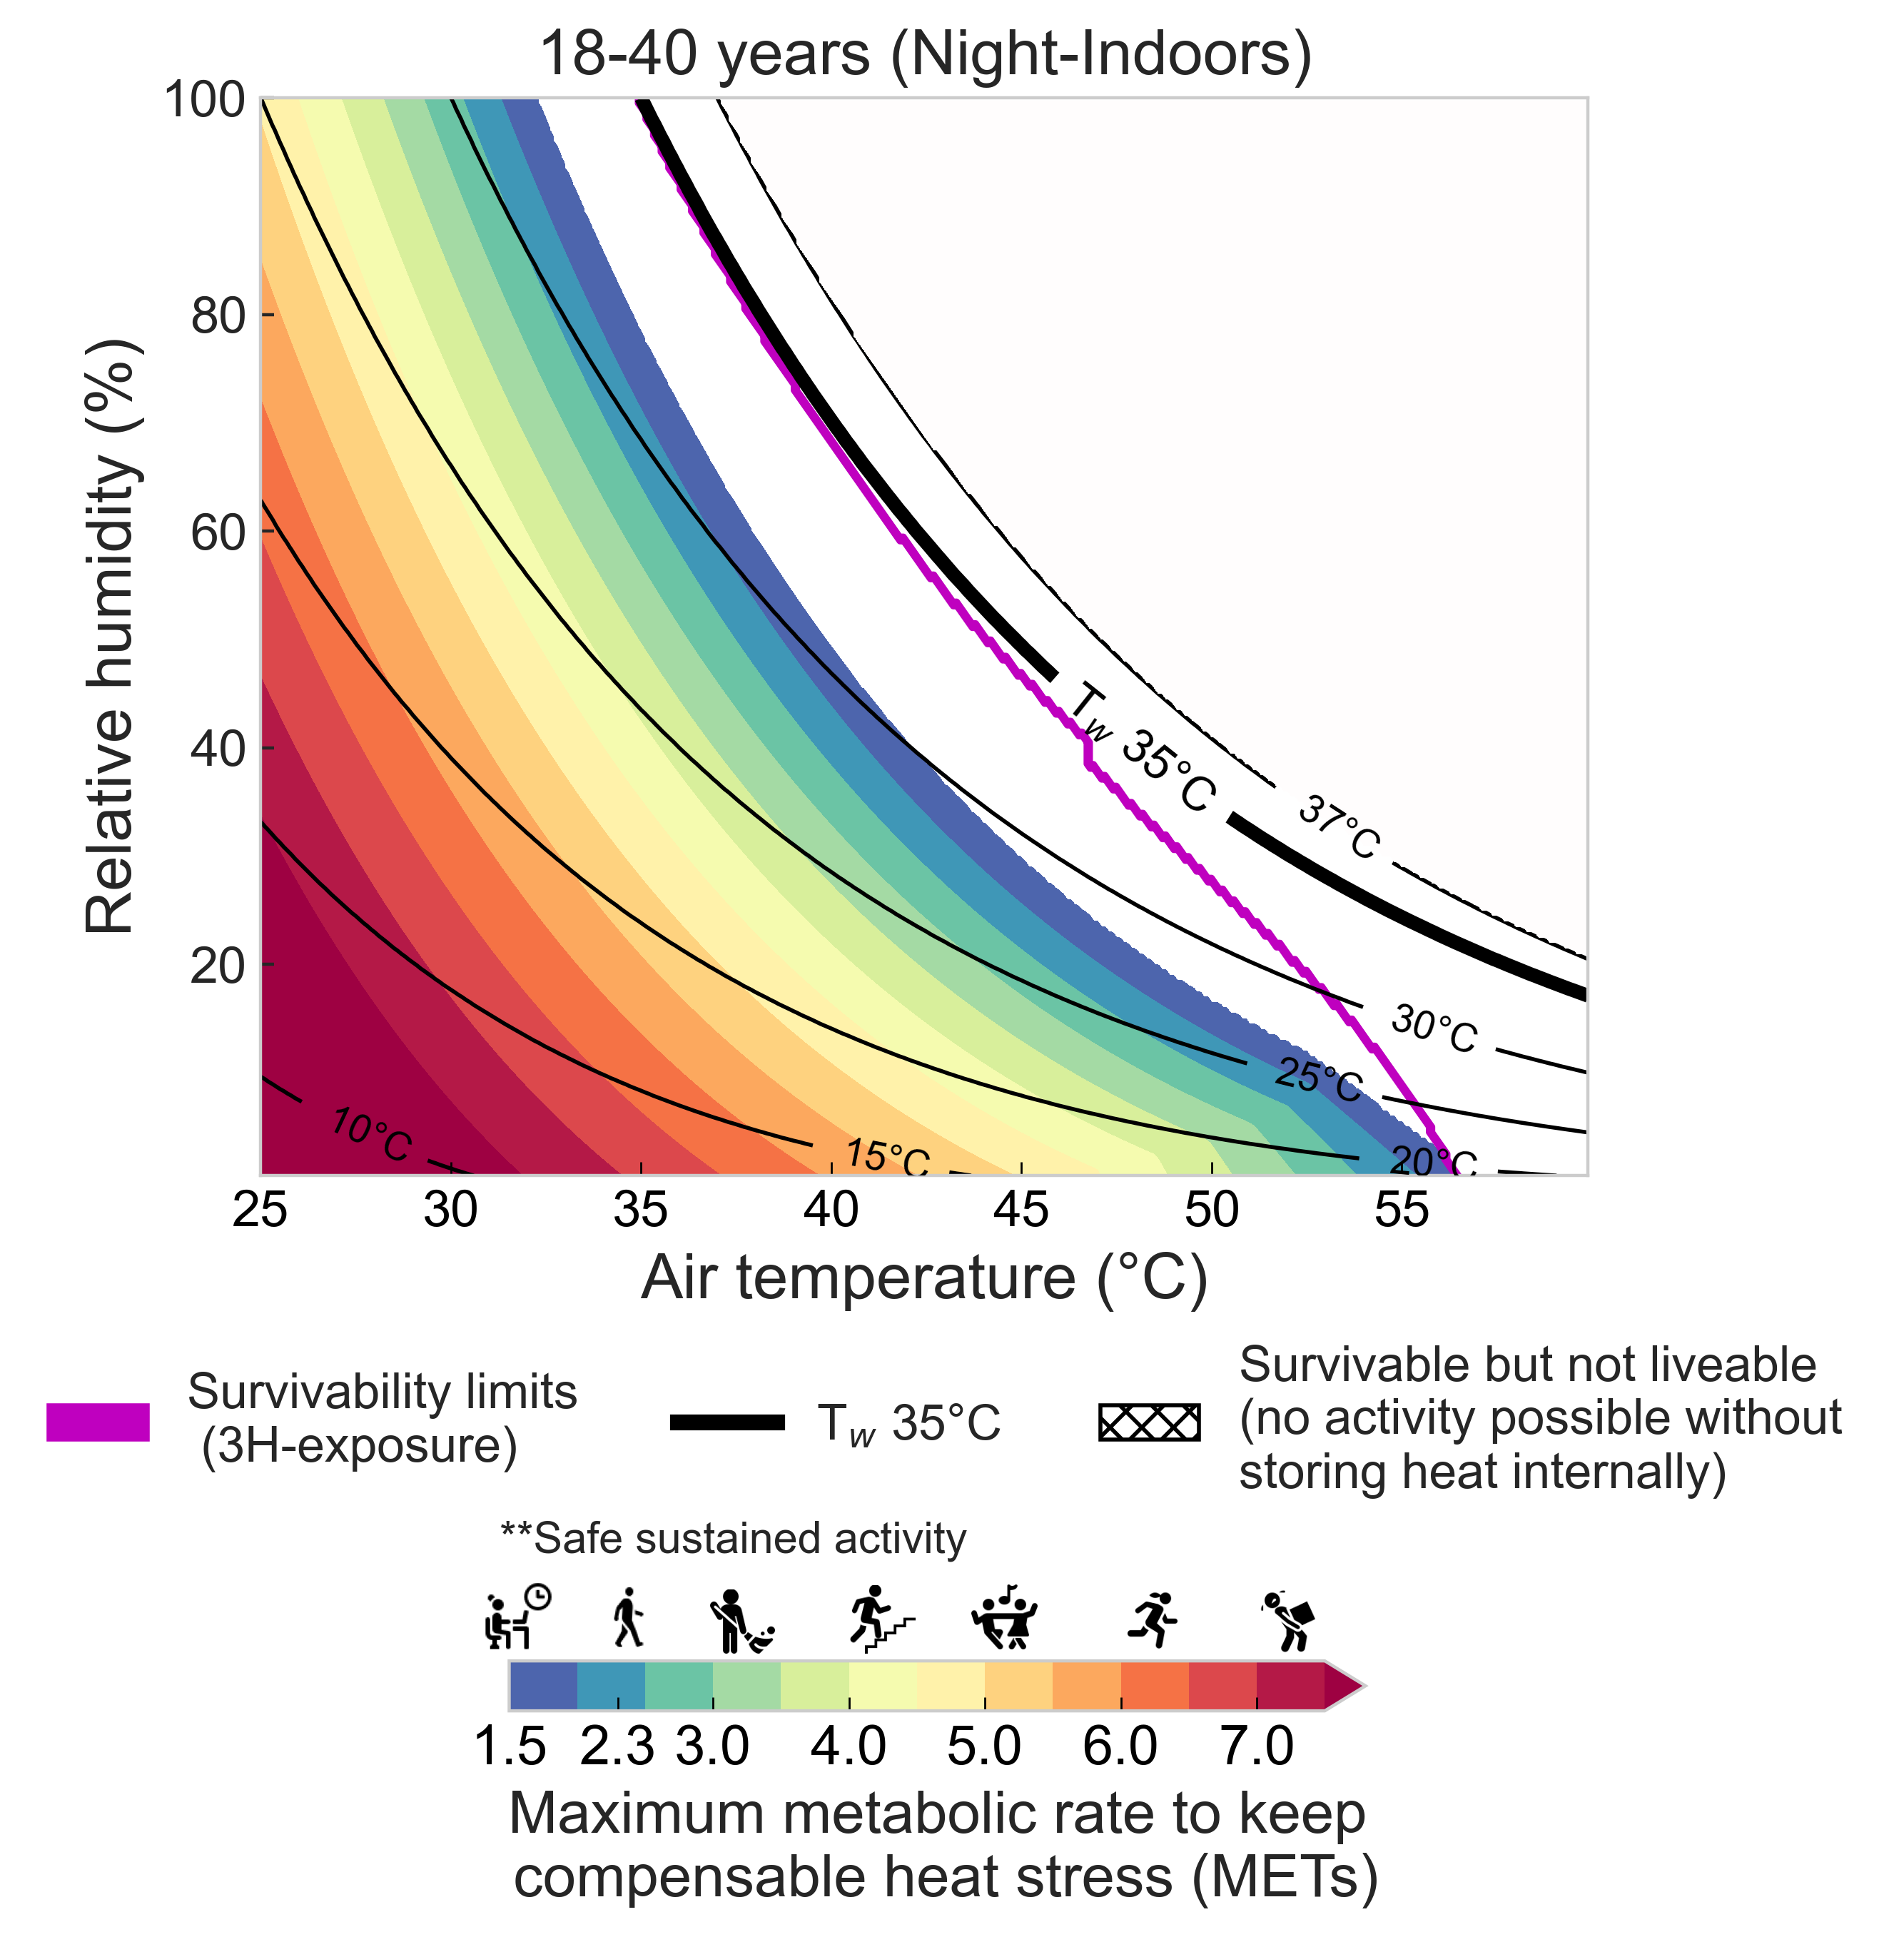 18-40 years (Night-Indoors)
100
80
60
40
20
Relative humidity (%)
Tw 35°C
37°C
30°C
25°C
20°C
15°C
10°C
25 30 35 40 45 50 55
Air temperature (°C)
Survivability limits
(3H-exposure)
Tw 35°C
Survivable but not liveable
(no activity possible without
storing heat internally)
**Safe sustained activity
1.5 2.3 3.0 4.0 5.0 6.0 7.0
Maximum metabolic rate to keep
compensable heat stress (METs)